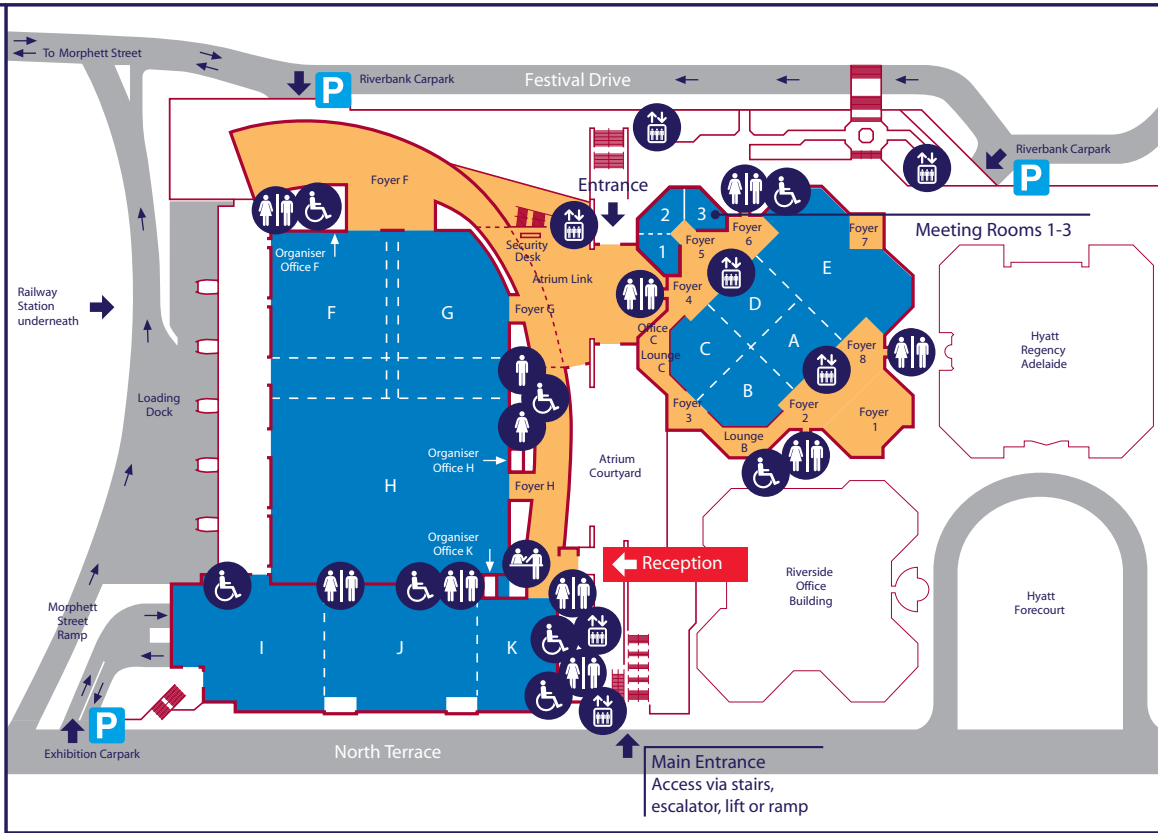 To Morphett Street
P
Riverbank Carpark
Festival Drive
Riverbank Carpark
P
Foyer F
Entrance
2
3
1
Foyer
5
Foyer
6
Foyer
7
Meeting Rooms 1-3
Organiser
Office F
Security
Desk
Atrium Link
Foyer
4
E
D
Railway
Station
underneath
F
G
Foyer G
Office
C
Lounge
C
C
A
B
Foyer
8
Hyatt
Regency
Adelaide
Loading
Dock
Foyer
3
Foyer
2
Foyer
1
Lounge
B
Organiser
Office H
H
Foyer H
Atrium
Courtyard
Organiser
Office K
Reception
Riverside
Office
Building
Hyatt
Forecourt
Morphett
Street
Ramp
I
J
K
P
Exhibition Carpark
North Terrace
Main Entrance
Access via stairs,
escalator, lift or ramp